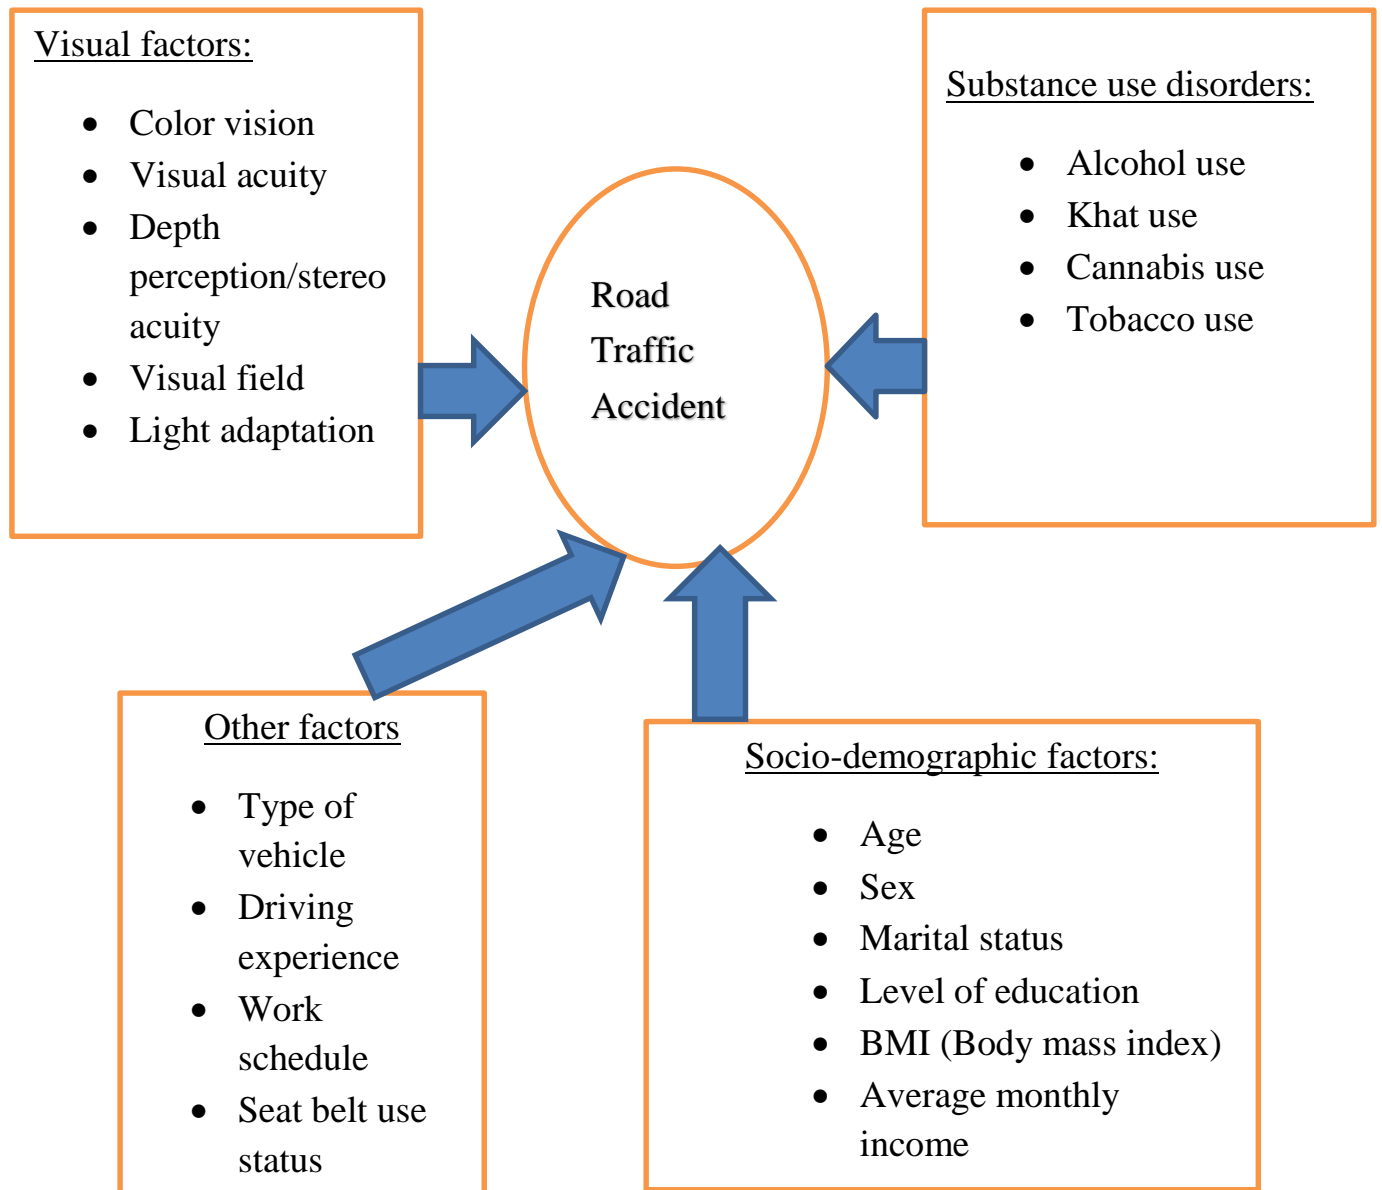 Visual factors:
• Color vision
• Visual acuity
• Depth
perception/stereo
acuity
• Visual field
• Light adaptation
Road
Traffic
Accident
Substance use disorders:
• Alcohol use
• Khat use
• Cannabis use
• Tobacco use
Other factors
• Type of
vehicle
• Driving
experience
• Work
schedule
• Seat belt use
status
Socio-demographic factors:
• Age
• Sex
• Marital status
• Level of education
• BMI (Body mass index)
• Average monthly
income